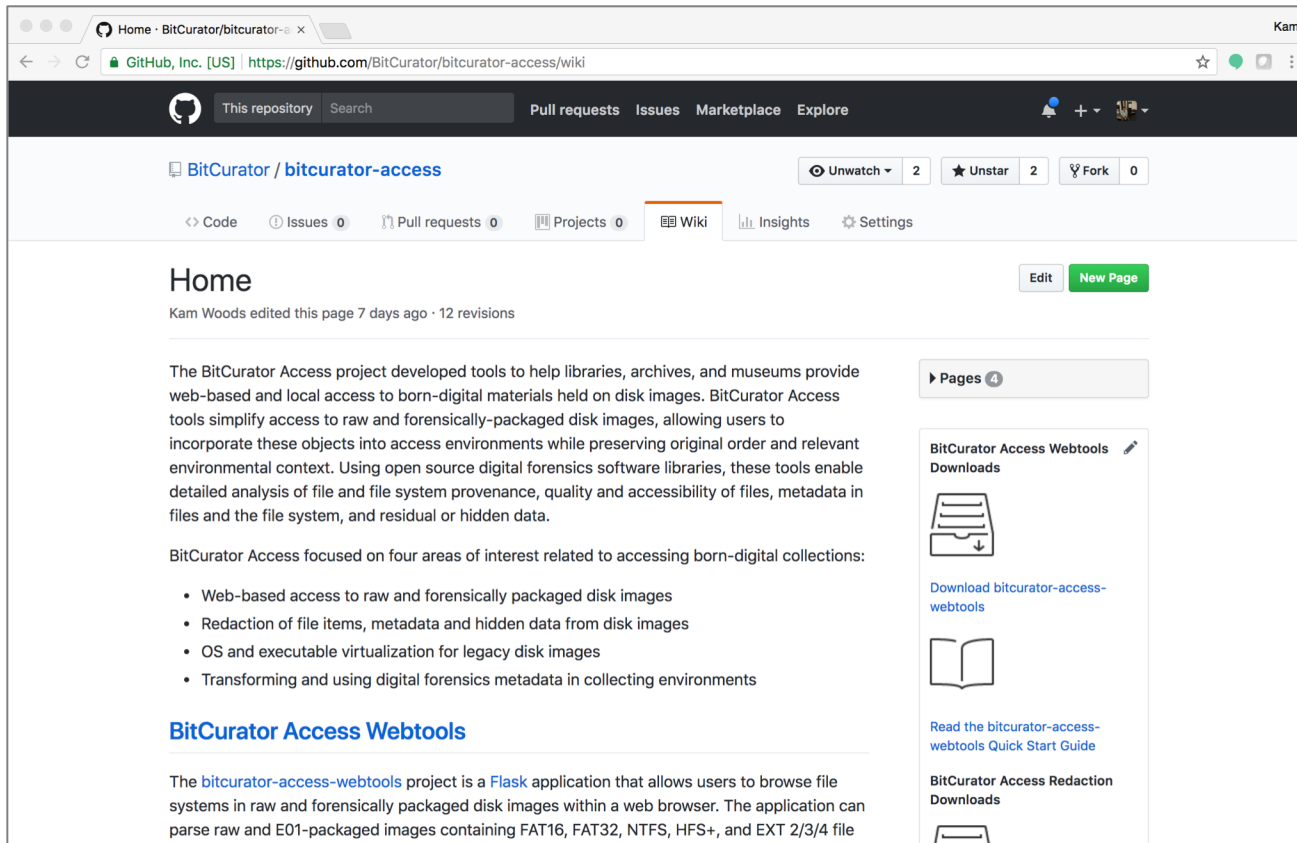 Home · BitCurator/bitcurator-a ×
Kam
GitHub, Inc. [US] | https://github.com/BitCurator/bitcurator-access/wiki
This repository Search Pull requests Issues Marketplace Explore
BitCurator / bitcurator-access
Unwatch 2 Unstar 2 Fork 0
Code Issues 0 Pull requests 0 Projects 0 Wiki Insights Settings
Home
Edit New Page
Kam Woods edited this page 7 days ago · 12 revisions
The BitCurator Access project developed tools to help libraries, archives, and museums provide
web-based and local access to born-digital materials held on disk images. BitCurator Access
tools simplify access to raw and forensically-packaged disk images, allowing users to
incorporate these objects into access environments while preserving original order and relevant
environmental context. Using open source digital forensics software libraries, these tools enable
detailed analysis of file and file system provenance, quality and accessibility of files, metadata in
files and the file system, and residual or hidden data.
BitCurator Access focused on four areas of interest related to accessing born-digital collections:
• Web-based access to raw and forensically packaged disk images
• Redaction of file items, metadata and hidden data from disk images
• OS and executable virtualization for legacy disk images
• Transforming and using digital forensics metadata in collecting environments
BitCurator Access Webtools
The bitcurator-access-webtools project is a Flask application that allows users to browse file
systems in raw and forensically packaged disk images within a web browser. The application can
parse raw and E01-packaged images containing FAT16, FAT32, NTFS, HFS+, and EXT 2/3/4 file
Pages 4
BitCurator Access Webtools
Downloads
Download bitcurator-access-
webtools
Read the bitcurator-access-
webtools Quick Start Guide
BitCurator Access Redaction
Downloads